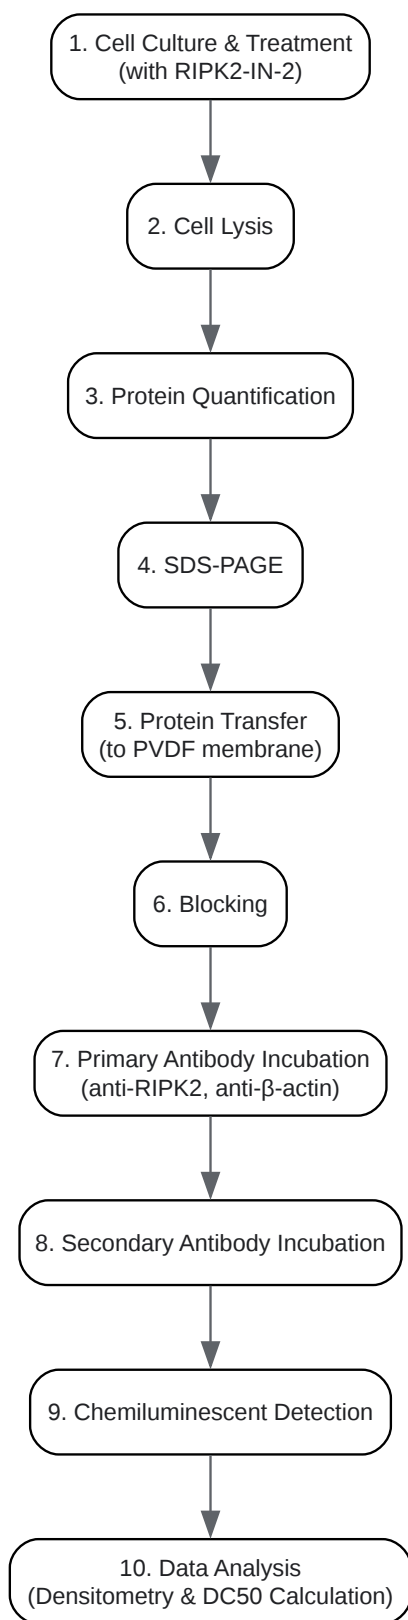 1. Cell Culture & Treatment
(with RIPK2-IN-2)
2. Cell Lysis
3. Protein Quantification
4. SDS-PAGE
5. Protein Transfer
(to PVDF membrane)
6. Blocking
7. Primary Antibody Incubation
(anti-RIPK2, anti-β-actin)
8. Secondary Antibody Incubation
9. Chemiluminescent Detection
10. Data Analysis
(Densitometry & DC50 Calculation)